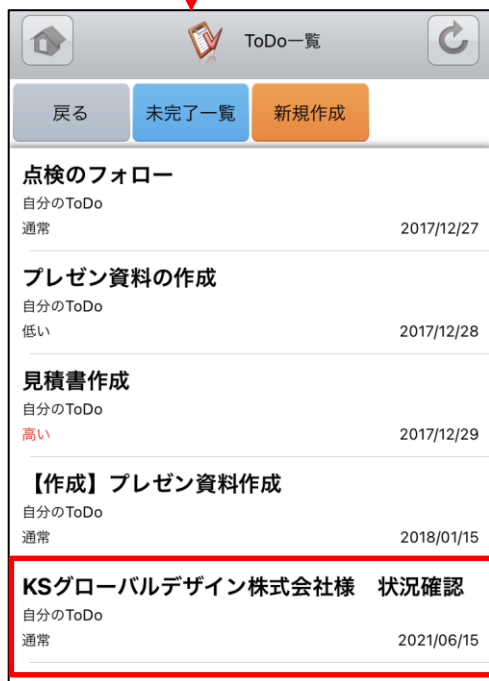 ToDo一覧
戻る 未完了一覧 新規作成
点検のフォロー
自分のToDo
通常 2017/12/27
プレゼン資料の作成
自分のToDo
低い 2017/12/28
見積書作成
自分のToDo
高い 2017/12/29
【作成】プレゼン資料作成
自分のToDo
通常 2018/01/15
KSグローバルデザイン株式会社様　状況確認
自分のToDo
通常 2021/06/15